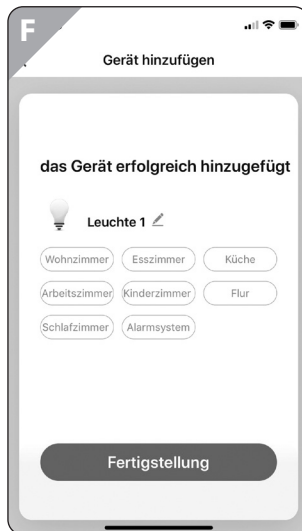 F
Gerät hinzufügen
das Gerät erfolgreich hinzugefügt
Leuchte 1
Wohnzimmer Esszimmer Küche
Arbeitszimmer Kinderzimmer Flur
Schlafzimmer Alarmsystem
Fertigstellung